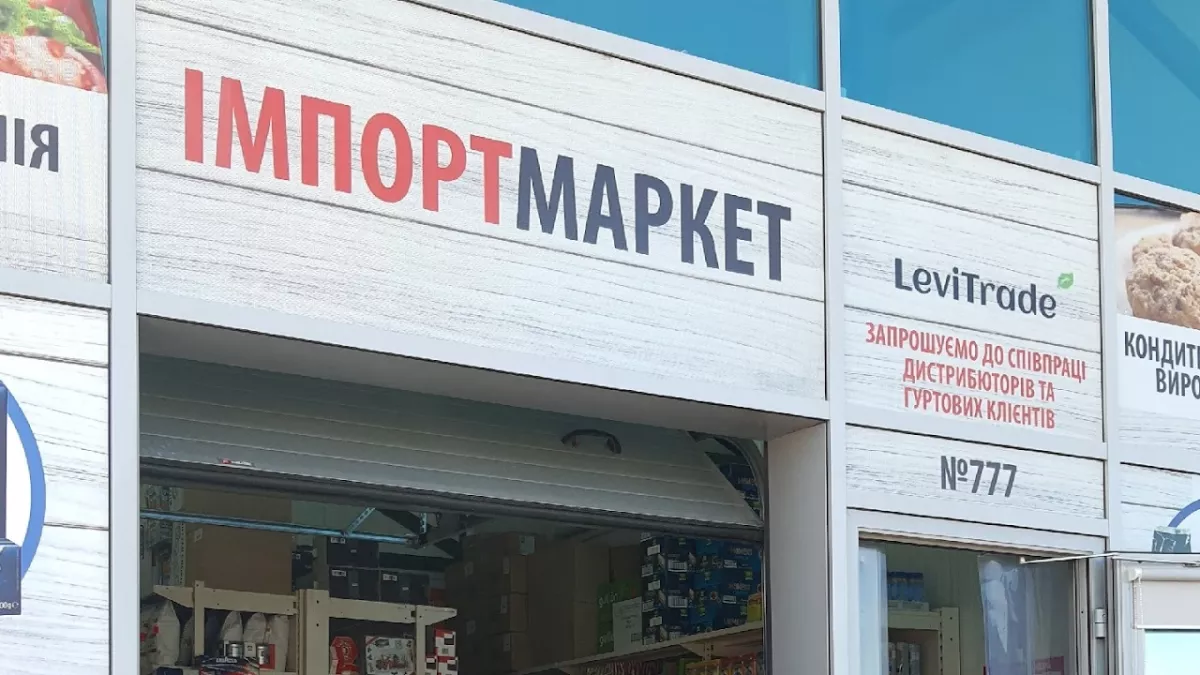 ІМПОРТМАРКЕТ
LeviTrade
ЗАПРОШУЄМО ДО СПІВПРАЦІ
ДИСТРИБЮТОРІВ ТА
ГУРТОВИХ КЛІЄНТІВ
№777